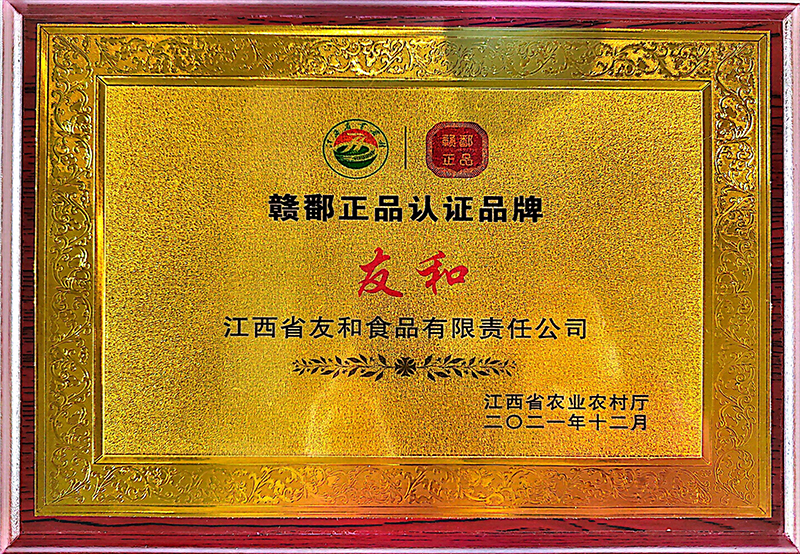 赣鄱
正品
赣鄱正品认证品牌
友和
江西省友和食品有限责任公司
江西省农业农村厅
二〇二一年十二月